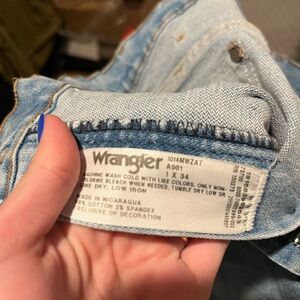 Wrangler 1014MWZAT
A001
1 X 34
MACHINE WASH COLD WITH LIKE COLORS, ONLY NON-
CHLORINE BLEACH WHEN NEEDED. TUMBLE DRY LOW OR
LINE DRY. LOW IRON
MADE IN NICARAGUA
COTTON 2% SPANDEX
EXCLUSIVE OF DECORATION